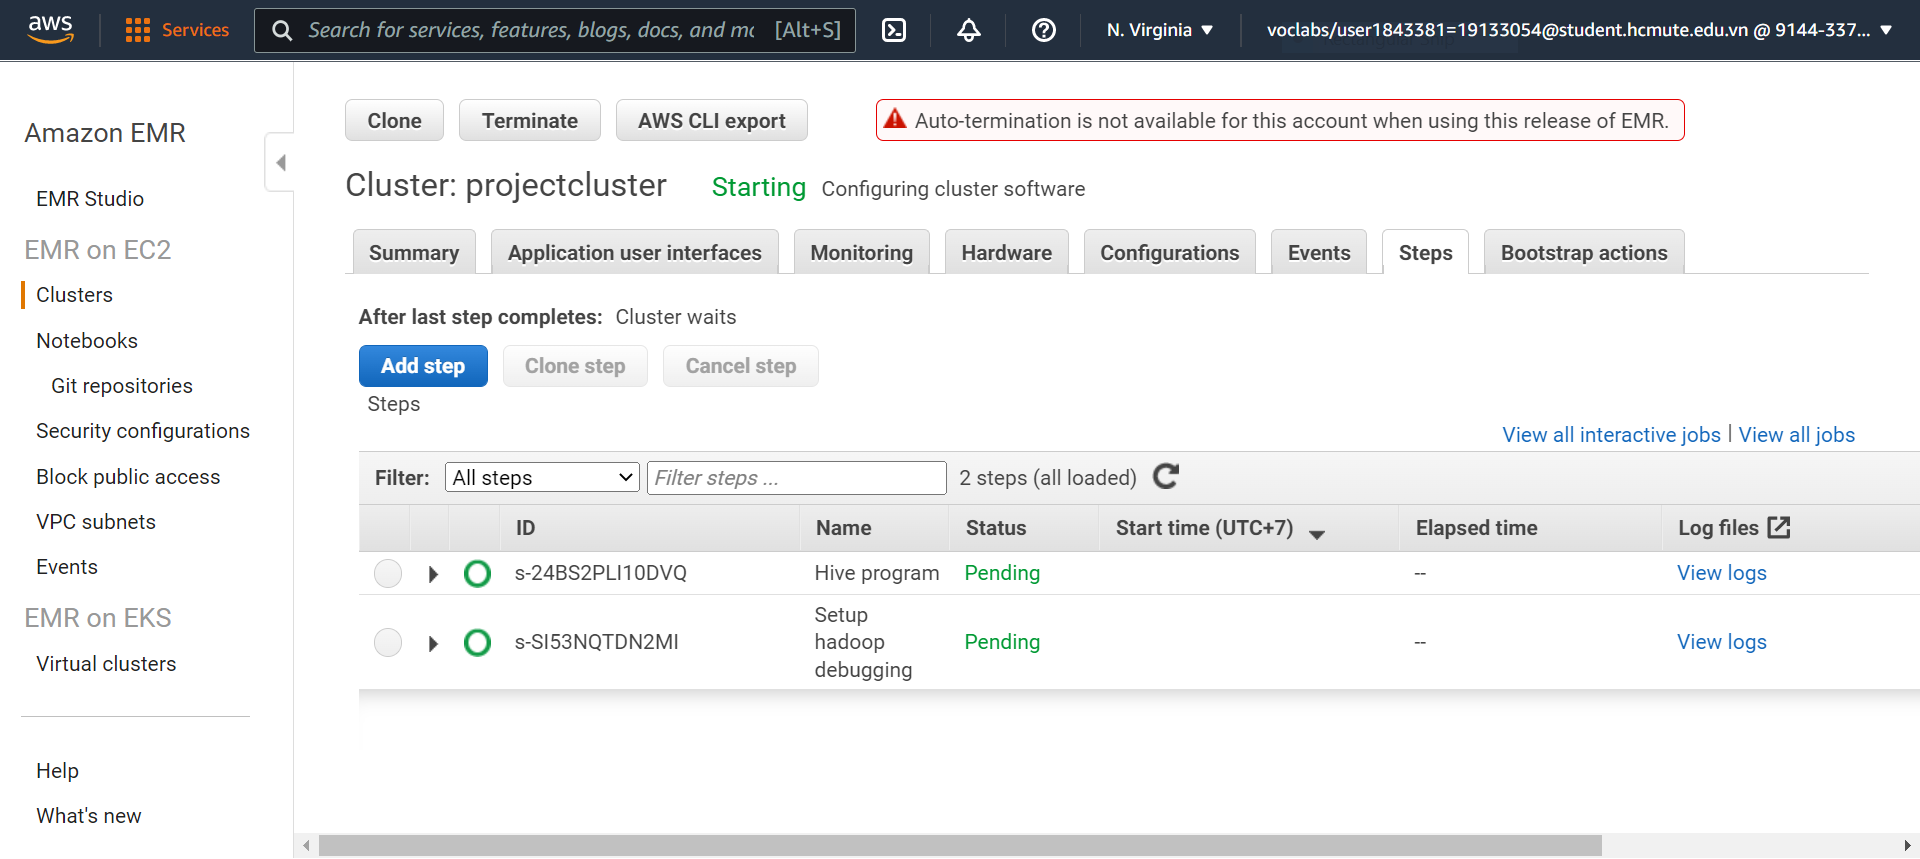 aws
Services
Search for services, features, blogs, docs, and mo [Alt+S]
N. Virginia
voclabs/user1843381=19133054@student.hcmute.edu.vn @ 9144-337...
Amazon EMR
EMR Studio
EMR on EC2
Clusters
Notebooks
Git repositories
Security configurations
Block public access
VPC subnets
Events
EMR on EKS
Virtual clusters
Help
What's new
Clone
Terminate
AWS CLI export
Auto-termination is not available for this account when using this release of EMR.
Cluster: projectcluster Starting Configuring cluster software
Summary
Application user interfaces
Monitoring
Hardware
Configurations
Events
Steps
Bootstrap actions
After last step completes: Cluster waits
Add step
Clone step
Cancel step
Steps
View all interactive jobs | View all jobs
Filter: All steps Filter steps ... 2 steps (all loaded)
ID Name Status Start time (UTC+7) Elapsed time Log files
s-24BS2PLI10DVQ Hive program Pending -- View logs
s-SI53NQTDN2MI Setup hadoop debugging Pending -- View logs